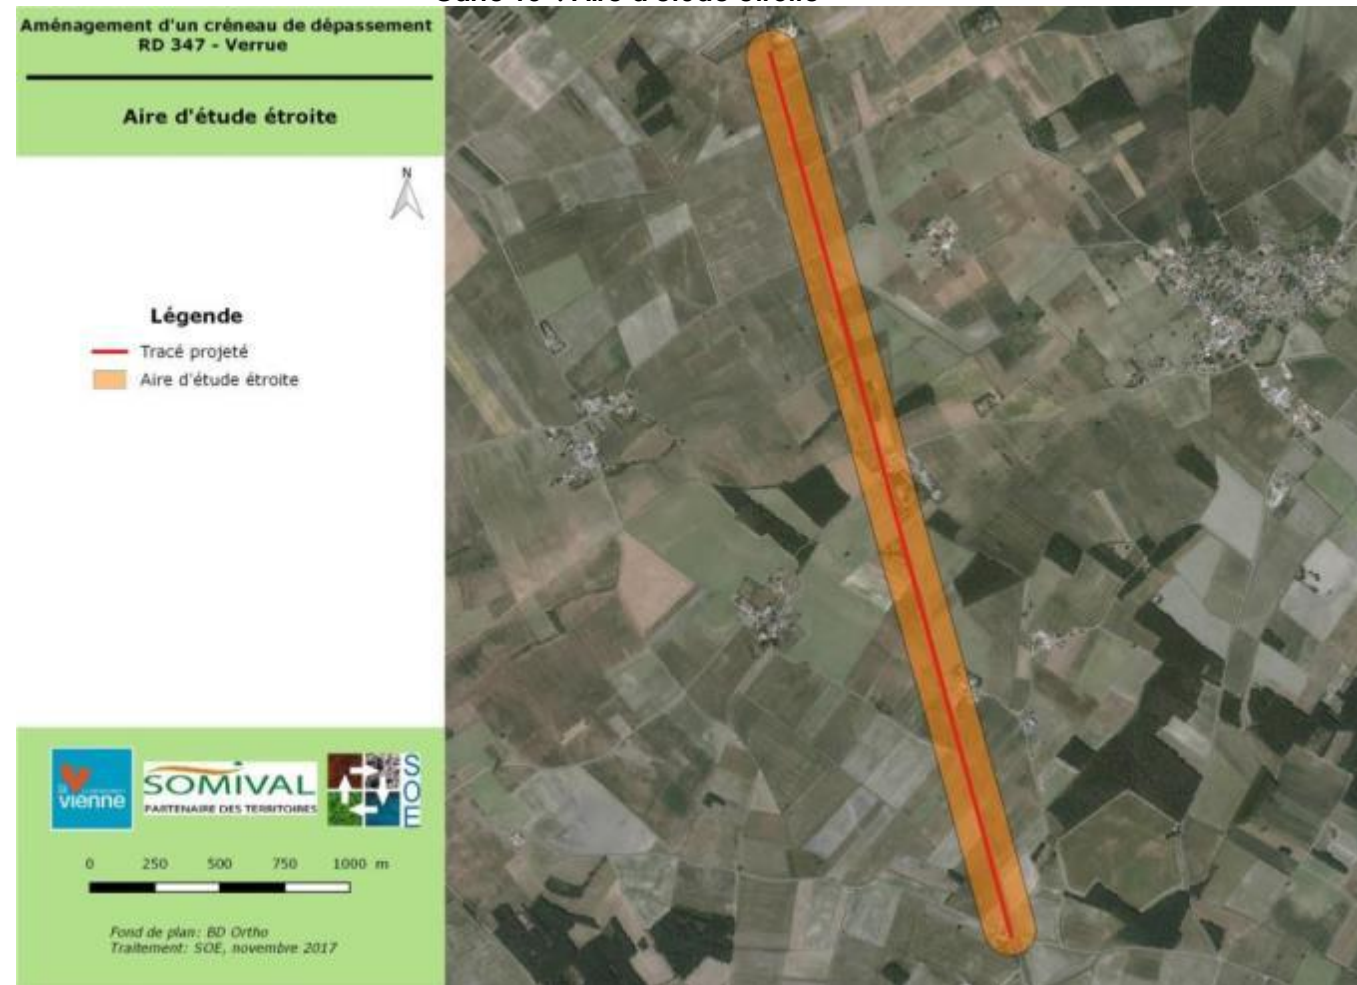 Aménagement d'un créneau de dépassement
RD 347 - Verrue
Aire d'étude étroite
N
Légende
Tracé projeté
Aire d'étude étroite
la vienne
SOMIVAL
PARTENAIRE DES TERRITOIRES
SOE
0 250 500 750 1000 m
Fond de plan: BD Ortho
Traitement: SOE, novembre 2017